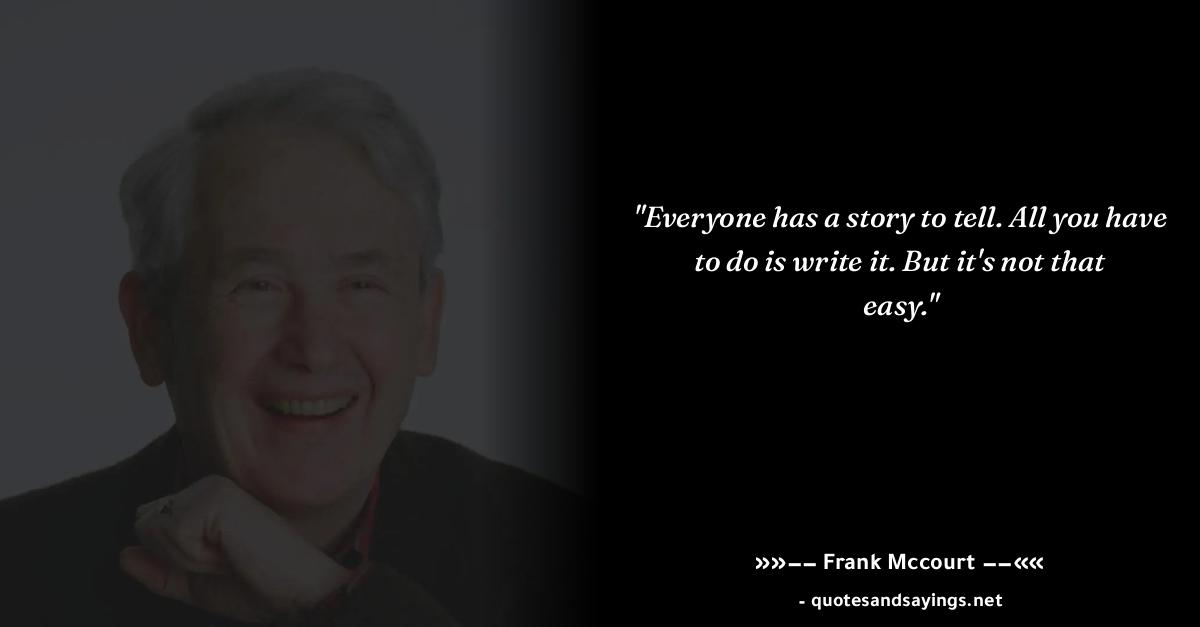 "Everyone has a story to tell. All you have
to do is write it. But it's not that
easy."
»»–– Frank Mccourt ––««
- quotesandsayings.net